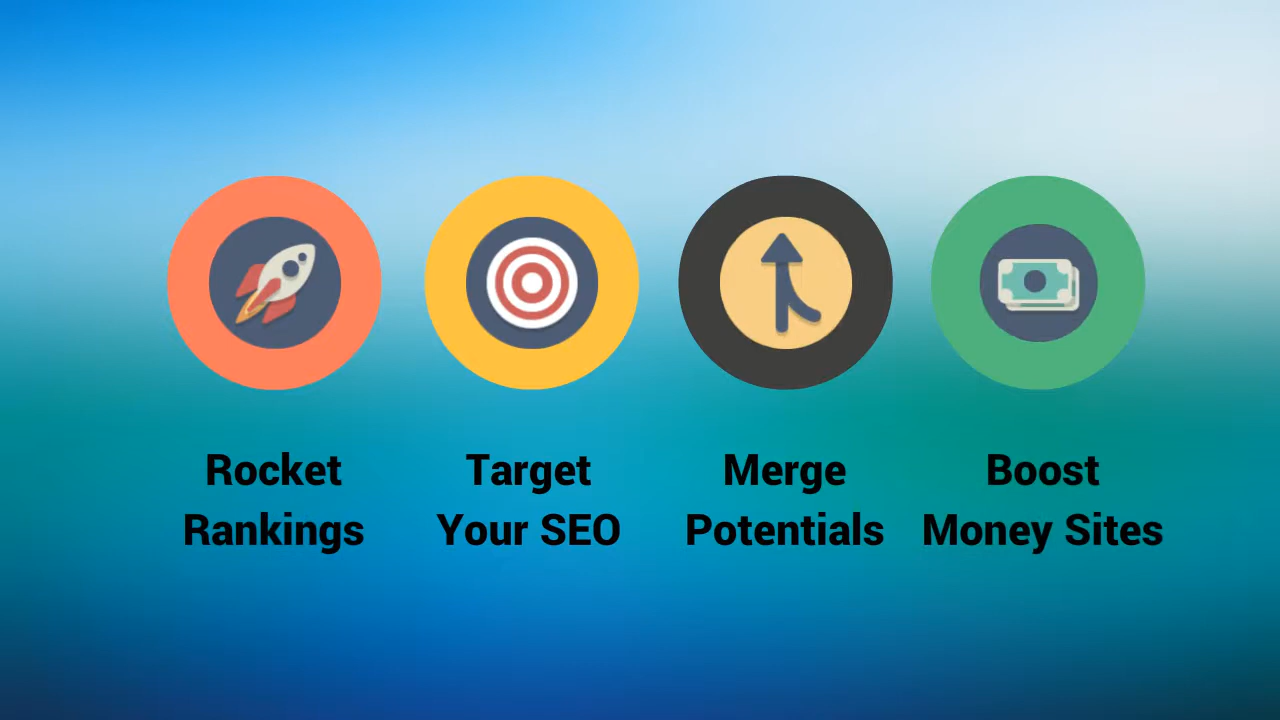 Rocket
Rankings
Target
Your SEO
Merge
Potentials
Boost
Money Sites